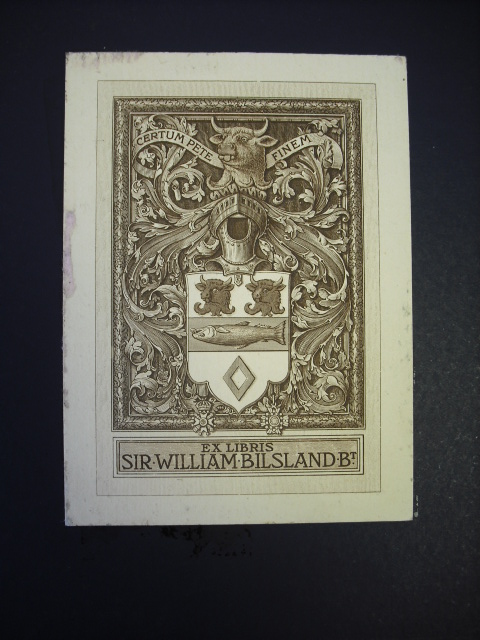 CERTUM PETE FINEM
EX LIBRIS
SIR·WILLIAM·BILSLAND·BT.